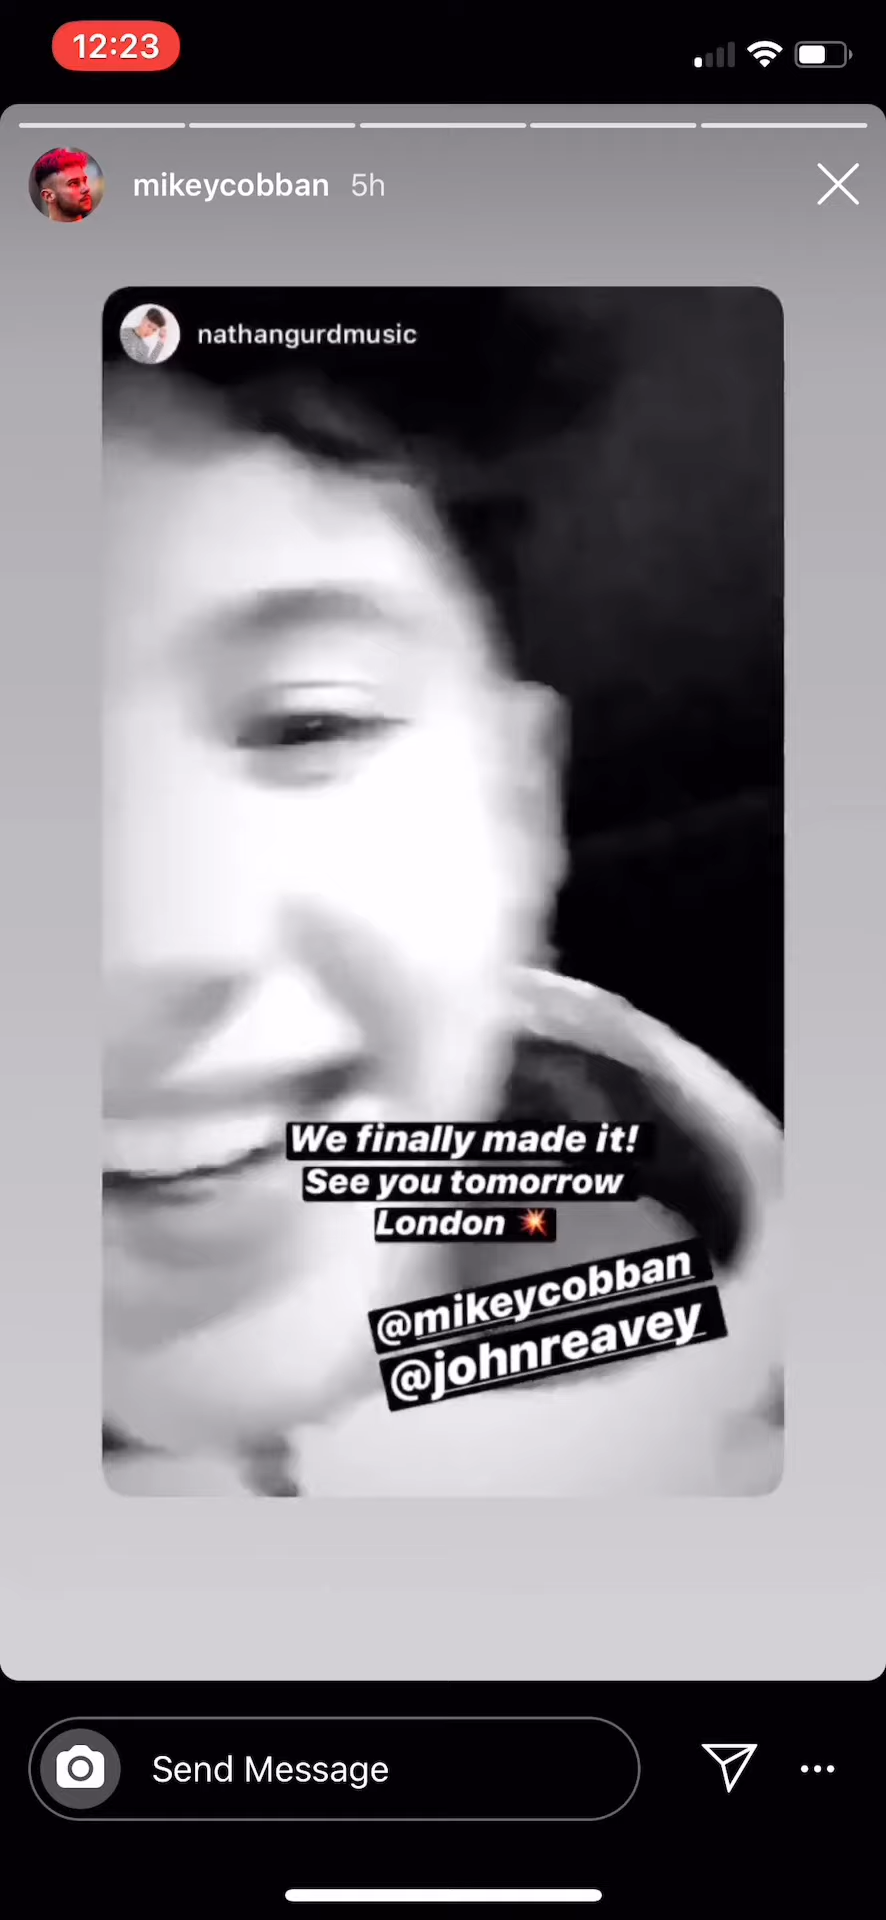 12:23
mikeycobban 5h
nathangurdmusic
We finally made it!
See you tomorrow
London 💥
@mikeycobban
@johnreavey
Send Message